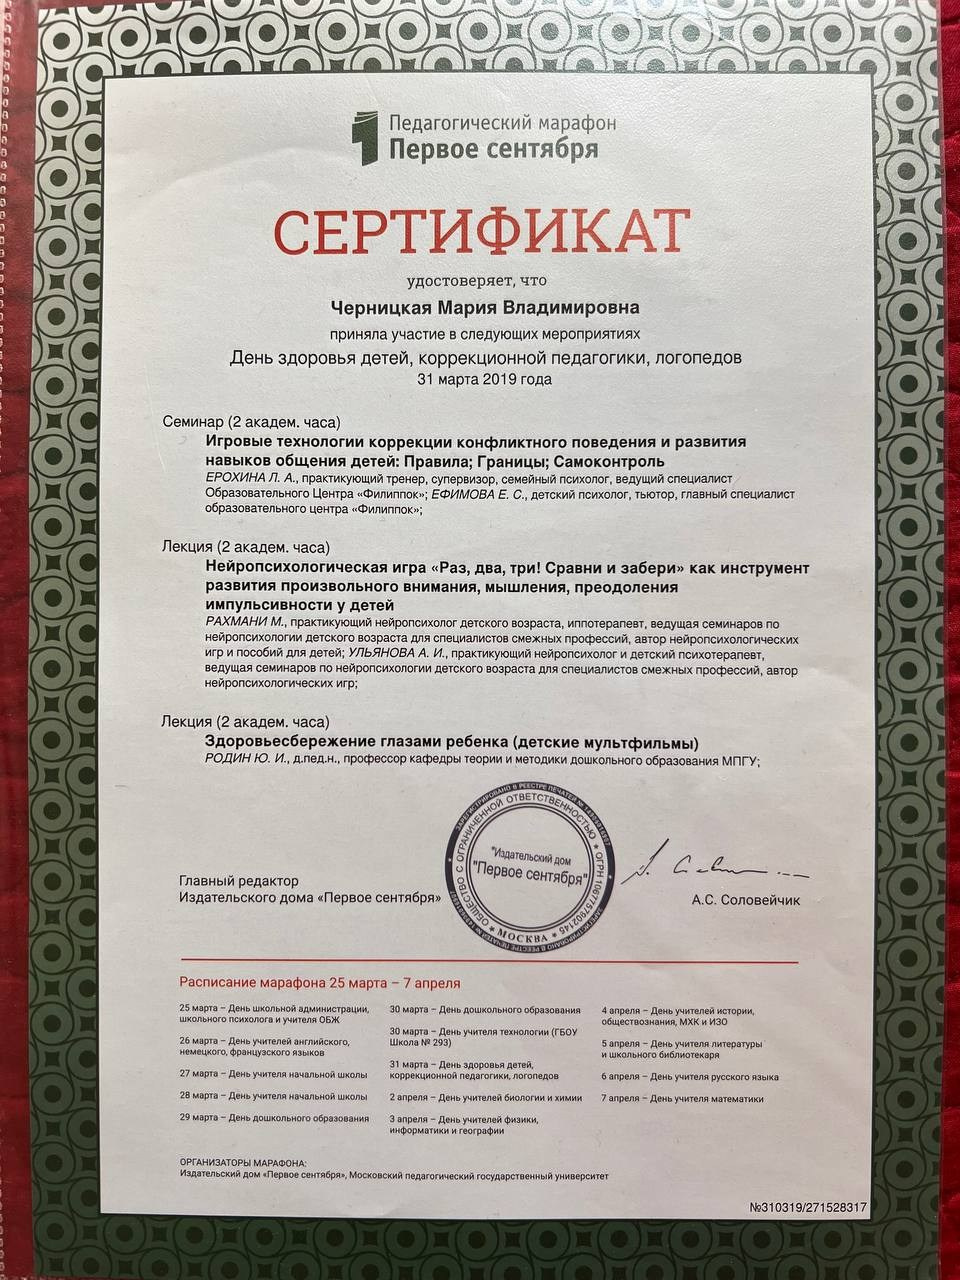 Педагогический марафон
Первое сентября
СЕРТИФИКАТ
удостоверяет, что
Черницкая Мария Владимировна
приняла участие в следующих мероприятиях
День здоровья детей, коррекционной педагогики, логопедов
31 марта 2019 года
Семинар (2 академ. часа)
Игровые технологии коррекции конфликтного поведения и развития
навыков общения детей: Правила; Границы; Самоконтроль
ЕРОХИНА Л. А., практикующий тренер, супервизор, семейный психолог, ведущий специалист
Образовательного Центра «Филиппок»; ЕФИМОВА Е. С., детский психолог, тьютор, главный специалист
образовательного центра «Филиппок»;
Лекция (2 академ. часа)
Нейропсихологическая игра «Раз, два, три! Сравни и забери» как инструмент
развития произвольного внимания, мышления, преодоления
импульсивности у детей
РАХМАНИ М., практикующий нейропсихолог детского возраста, иппотерапевт, ведущая семинаров по
нейропсихологии детского возраста для специалистов смежных профессий, автор нейропсихологических
игр и пособий для детей; УЛЬЯНОВА А. И., практикующий нейропсихолог и детский психотерапевт,
ведущая семинаров по нейропсихологии детского возраста для специалистов смежных профессий, автор
нейропсихологических игр;
Лекция (2 академ. часа)
Здоровьесбережение глазами ребенка (детские мультфильмы)
РОДИН Ю. И., д.пед.н., профессор кафедры теории и методики дошкольного образования МПГУ;
ОБЩЕСТВО С ОГРАНИЧЕННОЙ ОТВЕТСТВЕННОСТЬЮ * ОГРН 1067757902145 * МОСКВА *
"Издательский дом
"Первое сентября"
Главный редактор
Издательского дома «Первое сентября»
А.С. Соловейчик
Расписание марафона 25 марта – 7 апреля
25 марта – День школьной администрации,
школьного психолога и учителя ОБЖ
26 марта – День учителей английского,
немецкого, французского языков
27 марта – День учителя начальной школы
28 марта – День учителя начальной школы
29 марта – День дошкольного образования
30 марта – День дошкольного образования
30 марта – День учителя технологии (ГБОУ
Школа № 293)
31 марта – День здоровья детей,
коррекционной педагогики, логопедов
2 апреля – День учителей биологии и химии
3 апреля – День учителей физики,
информатики и географии
4 апреля – День учителей истории,
обществознания, МХК и ИЗО
5 апреля – День учителя литературы
и школьного библиотекаря
6 апреля – День учителя русского языка
7 апреля – День учителя математики
ОРГАНИЗАТОРЫ МАРАФОНА:
Издательский дом «Первое сентября», Московский педагогический государственный университет
№310319/271528317